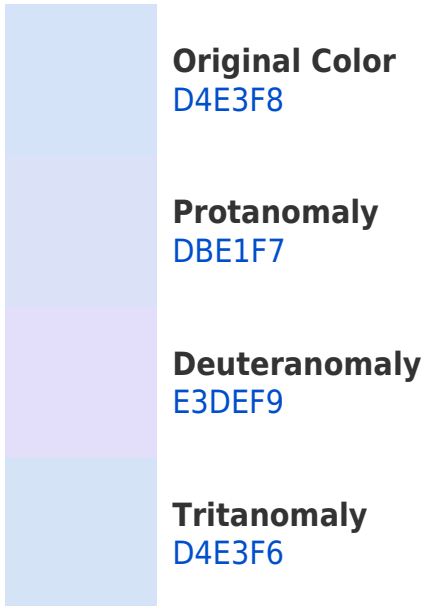 Original Color
D4E3F8
Protanomaly
DBE1F7
Deuteranomaly
E3DEF9
Tritanomaly
D4E3F6